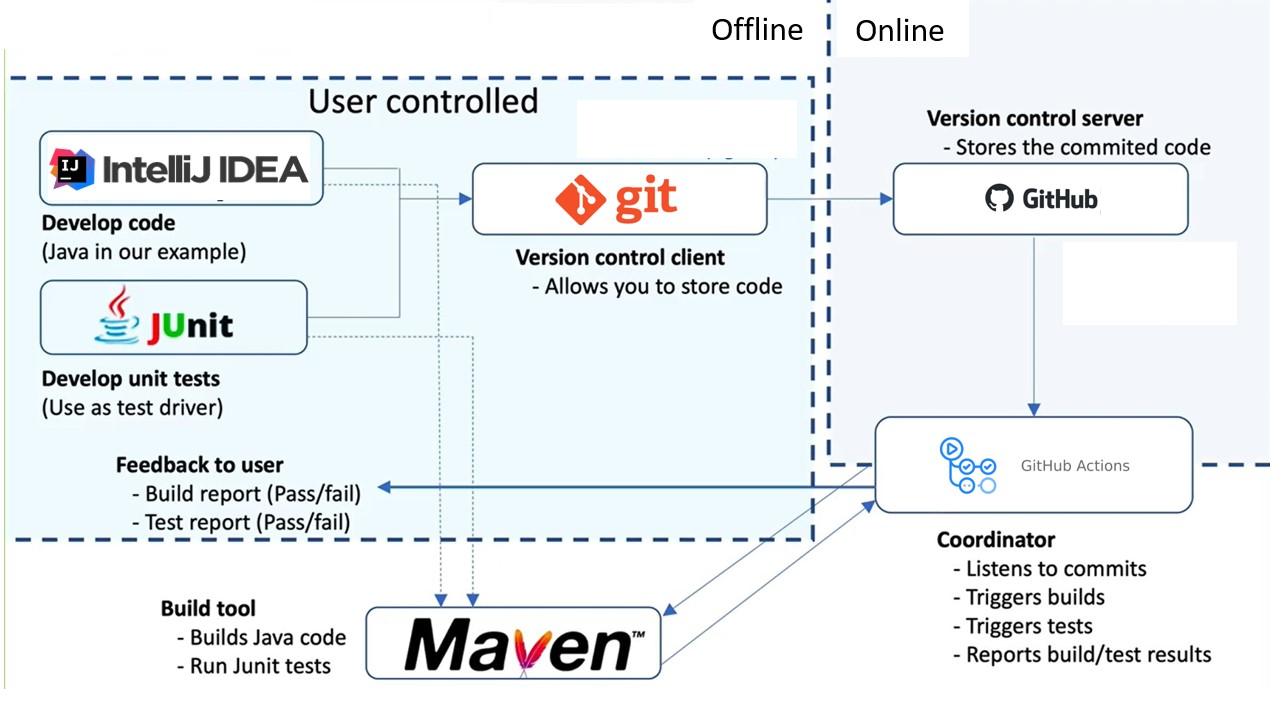 Offline
Online
User controlled
IJ
IntelliJ IDEA
Develop code
(Java in our example)
git
Version control client
- Allows you to store code
Version control server
- Stores the commited code
GitHub
JUnit
Develop unit tests
(Use as test driver)
Feedback to user
- Build report (Pass/fail)
- Test report (Pass/fail)
GitHub Actions
Coordinator
- Listens to commits
- Triggers builds
- Triggers tests
- Reports build/test results
Build tool
- Builds Java code
- Run Junit tests
Maven™